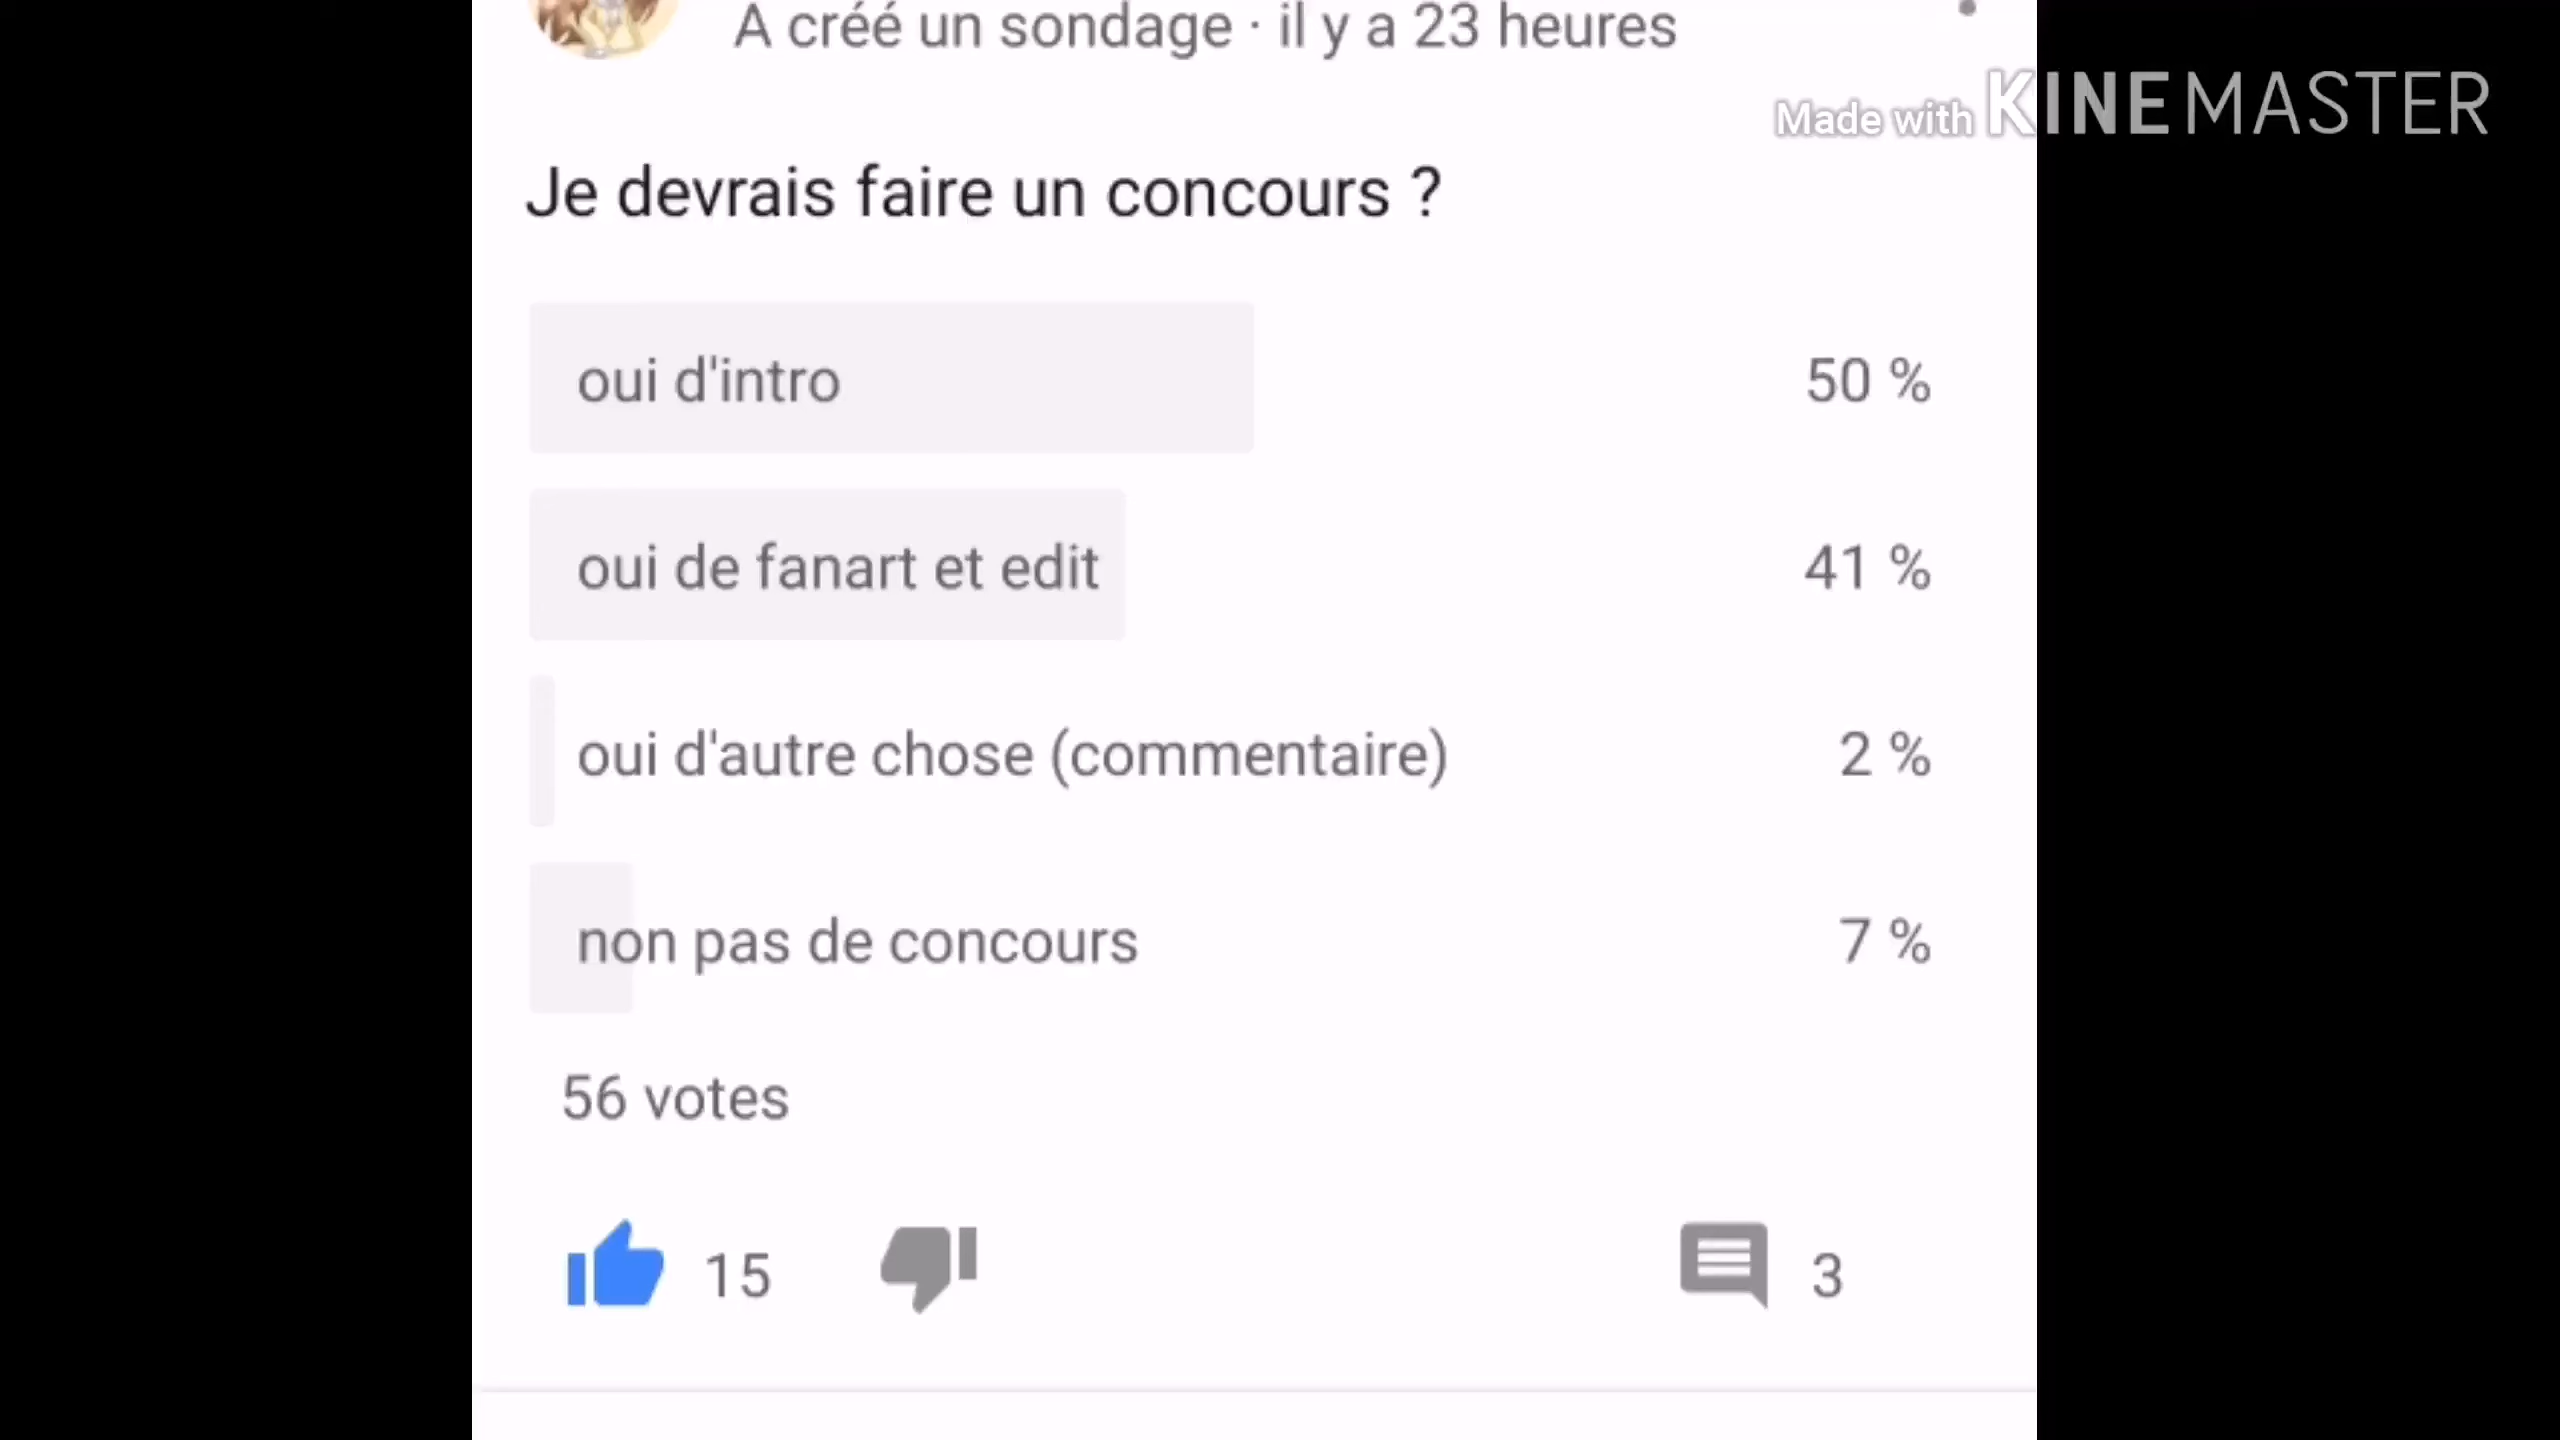 A créé un sondage · il y a 23 heures
Made with KINEMASTER
Je devrais faire un concours ?
oui d'intro 50 %
oui de fanart et edit 41 %
oui d'autre chose (commentaire) 2 %
non pas de concours 7 %
56 votes
15 3